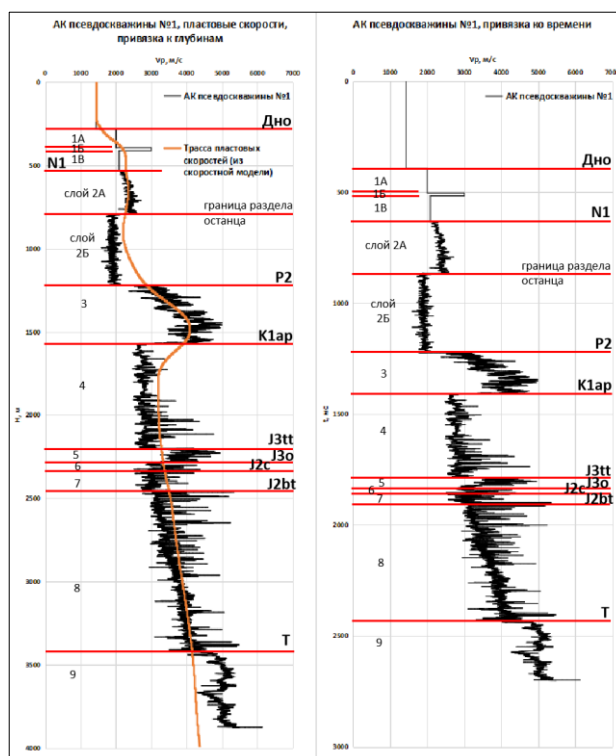 АК псевдоскважины №1, пластовые скорости,
привязка к глубинам
Vp, м/с
0 1000 2000 3000 4000 5000 6000 7000
0
АК псевдоскважины №1
Дно
1А
1Б
Трасса пластовых
скоростей (из
скоростной модели)
1В
N1
500
слой 2А
граница раздела
останца
слой
2Б
1000
P2
3
K1ap
1500
4
H, м
2000
J3tt
5
J3o
6
J2c
7
J2bt
2500
8
3000
T
3500
9
4000
АК псевдоскважины №1, привязка ко времени
Vp, м/с
0 1000 2000 3000 4000 5000 6000 7000
0
АК псевдоскважины №1
Дно
1А
1Б
500
1В
N1
слой 2А
граница раздела
останца
слой
2Б
1000
P2
3
K1ap
1500
4
t, мс
J3tt
5
J3o
6
J2c
7
J2bt
2000
8
T
2500
9
3000